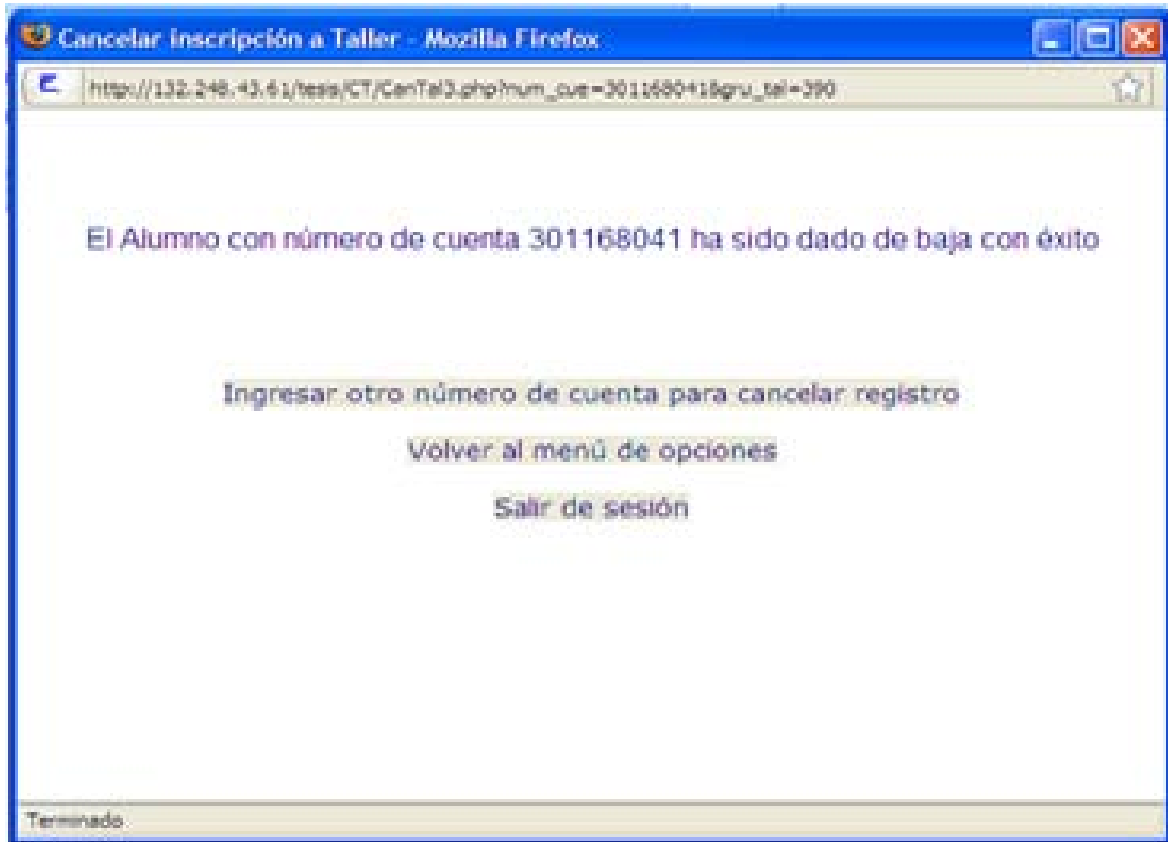 Cancelar inscripción a Taller - Mozilla Firefox
http://132.248.43.61/tesis/CT/CanTal3.php?num_cue=301168041&gru_tal=390
El Alumno con número de cuenta 301168041 ha sido dado de baja con éxito
Ingresar otro número de cuenta para cancelar registro
Volver al menú de opciones
Salir de sesión
Terminado